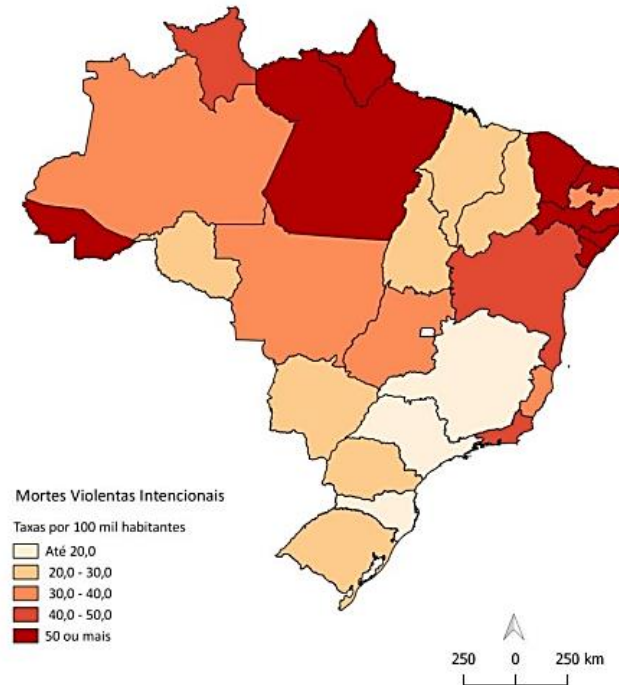 Mortes Violentas Intencionais
Taxas por 100 mil habitantes
Até 20,0
20,0 - 30,0
30,0 - 40,0
40,0 - 50,0
50 ou mais
250 0 250 km